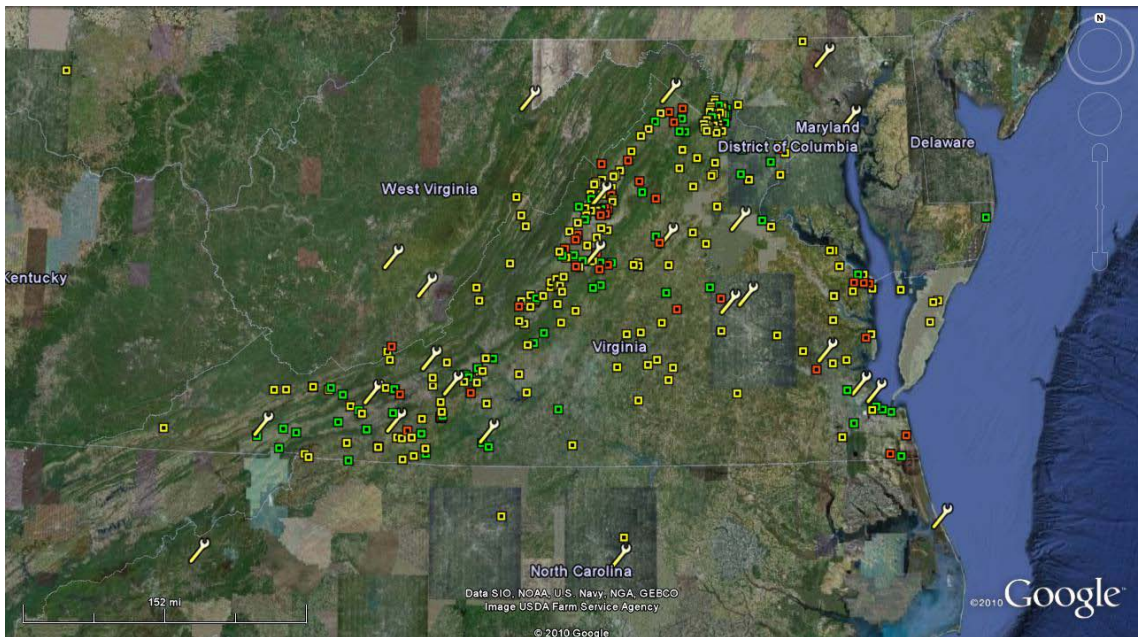 N
Maryland
District of Columbia
Delaware
West Virginia
Kentucky
Virginia
North Carolina
Data SIO, NOAA, U.S. Navy, NGA, GEBCO
Image USDA Farm Service Agency
152 mi
©2010 Google
© 2010 Google